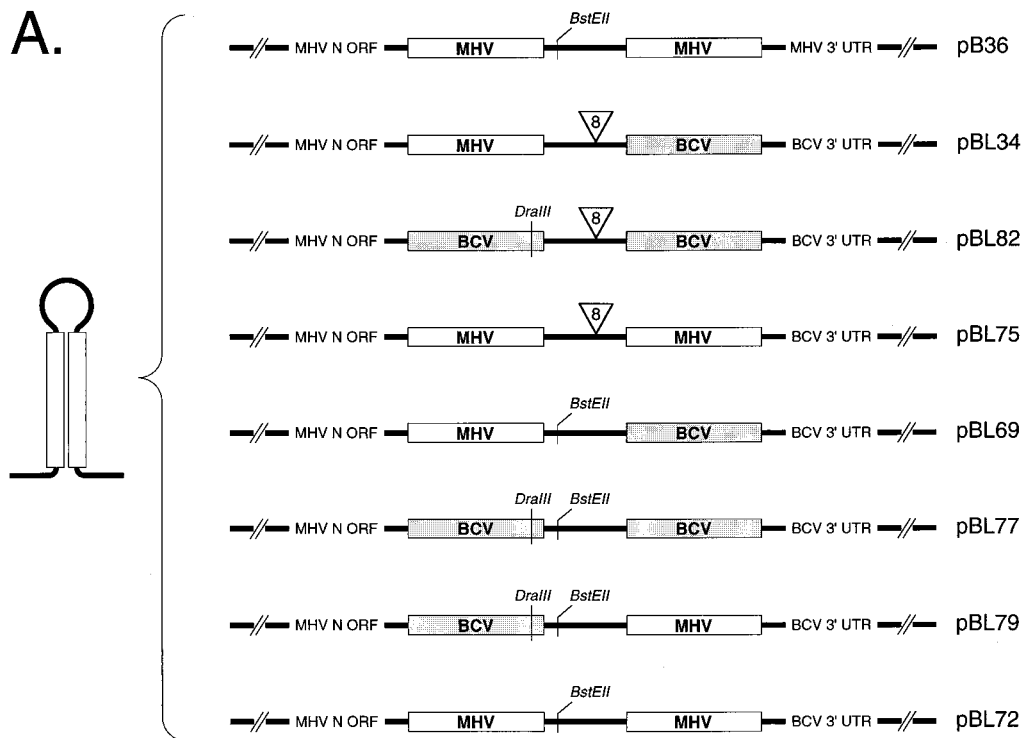 A.
BstEII
MHV N ORF MHV MHV MHV 3' UTR pB36
8
MHV N ORF MHV BCV BCV 3' UTR pBL34
DraIII 8
MHV N ORF BCV BCV BCV 3' UTR pBL82
8
MHV N ORF MHV MHV BCV 3' UTR pBL75
BstEII
MHV N ORF MHV BCV BCV 3' UTR pBL69
DraIII BstEII
MHV N ORF BCV BCV BCV 3' UTR pBL77
DraIII BstEII
MHV N ORF BCV MHV BCV 3' UTR pBL79
BstEII
MHV N ORF MHV MHV BCV 3' UTR pBL72